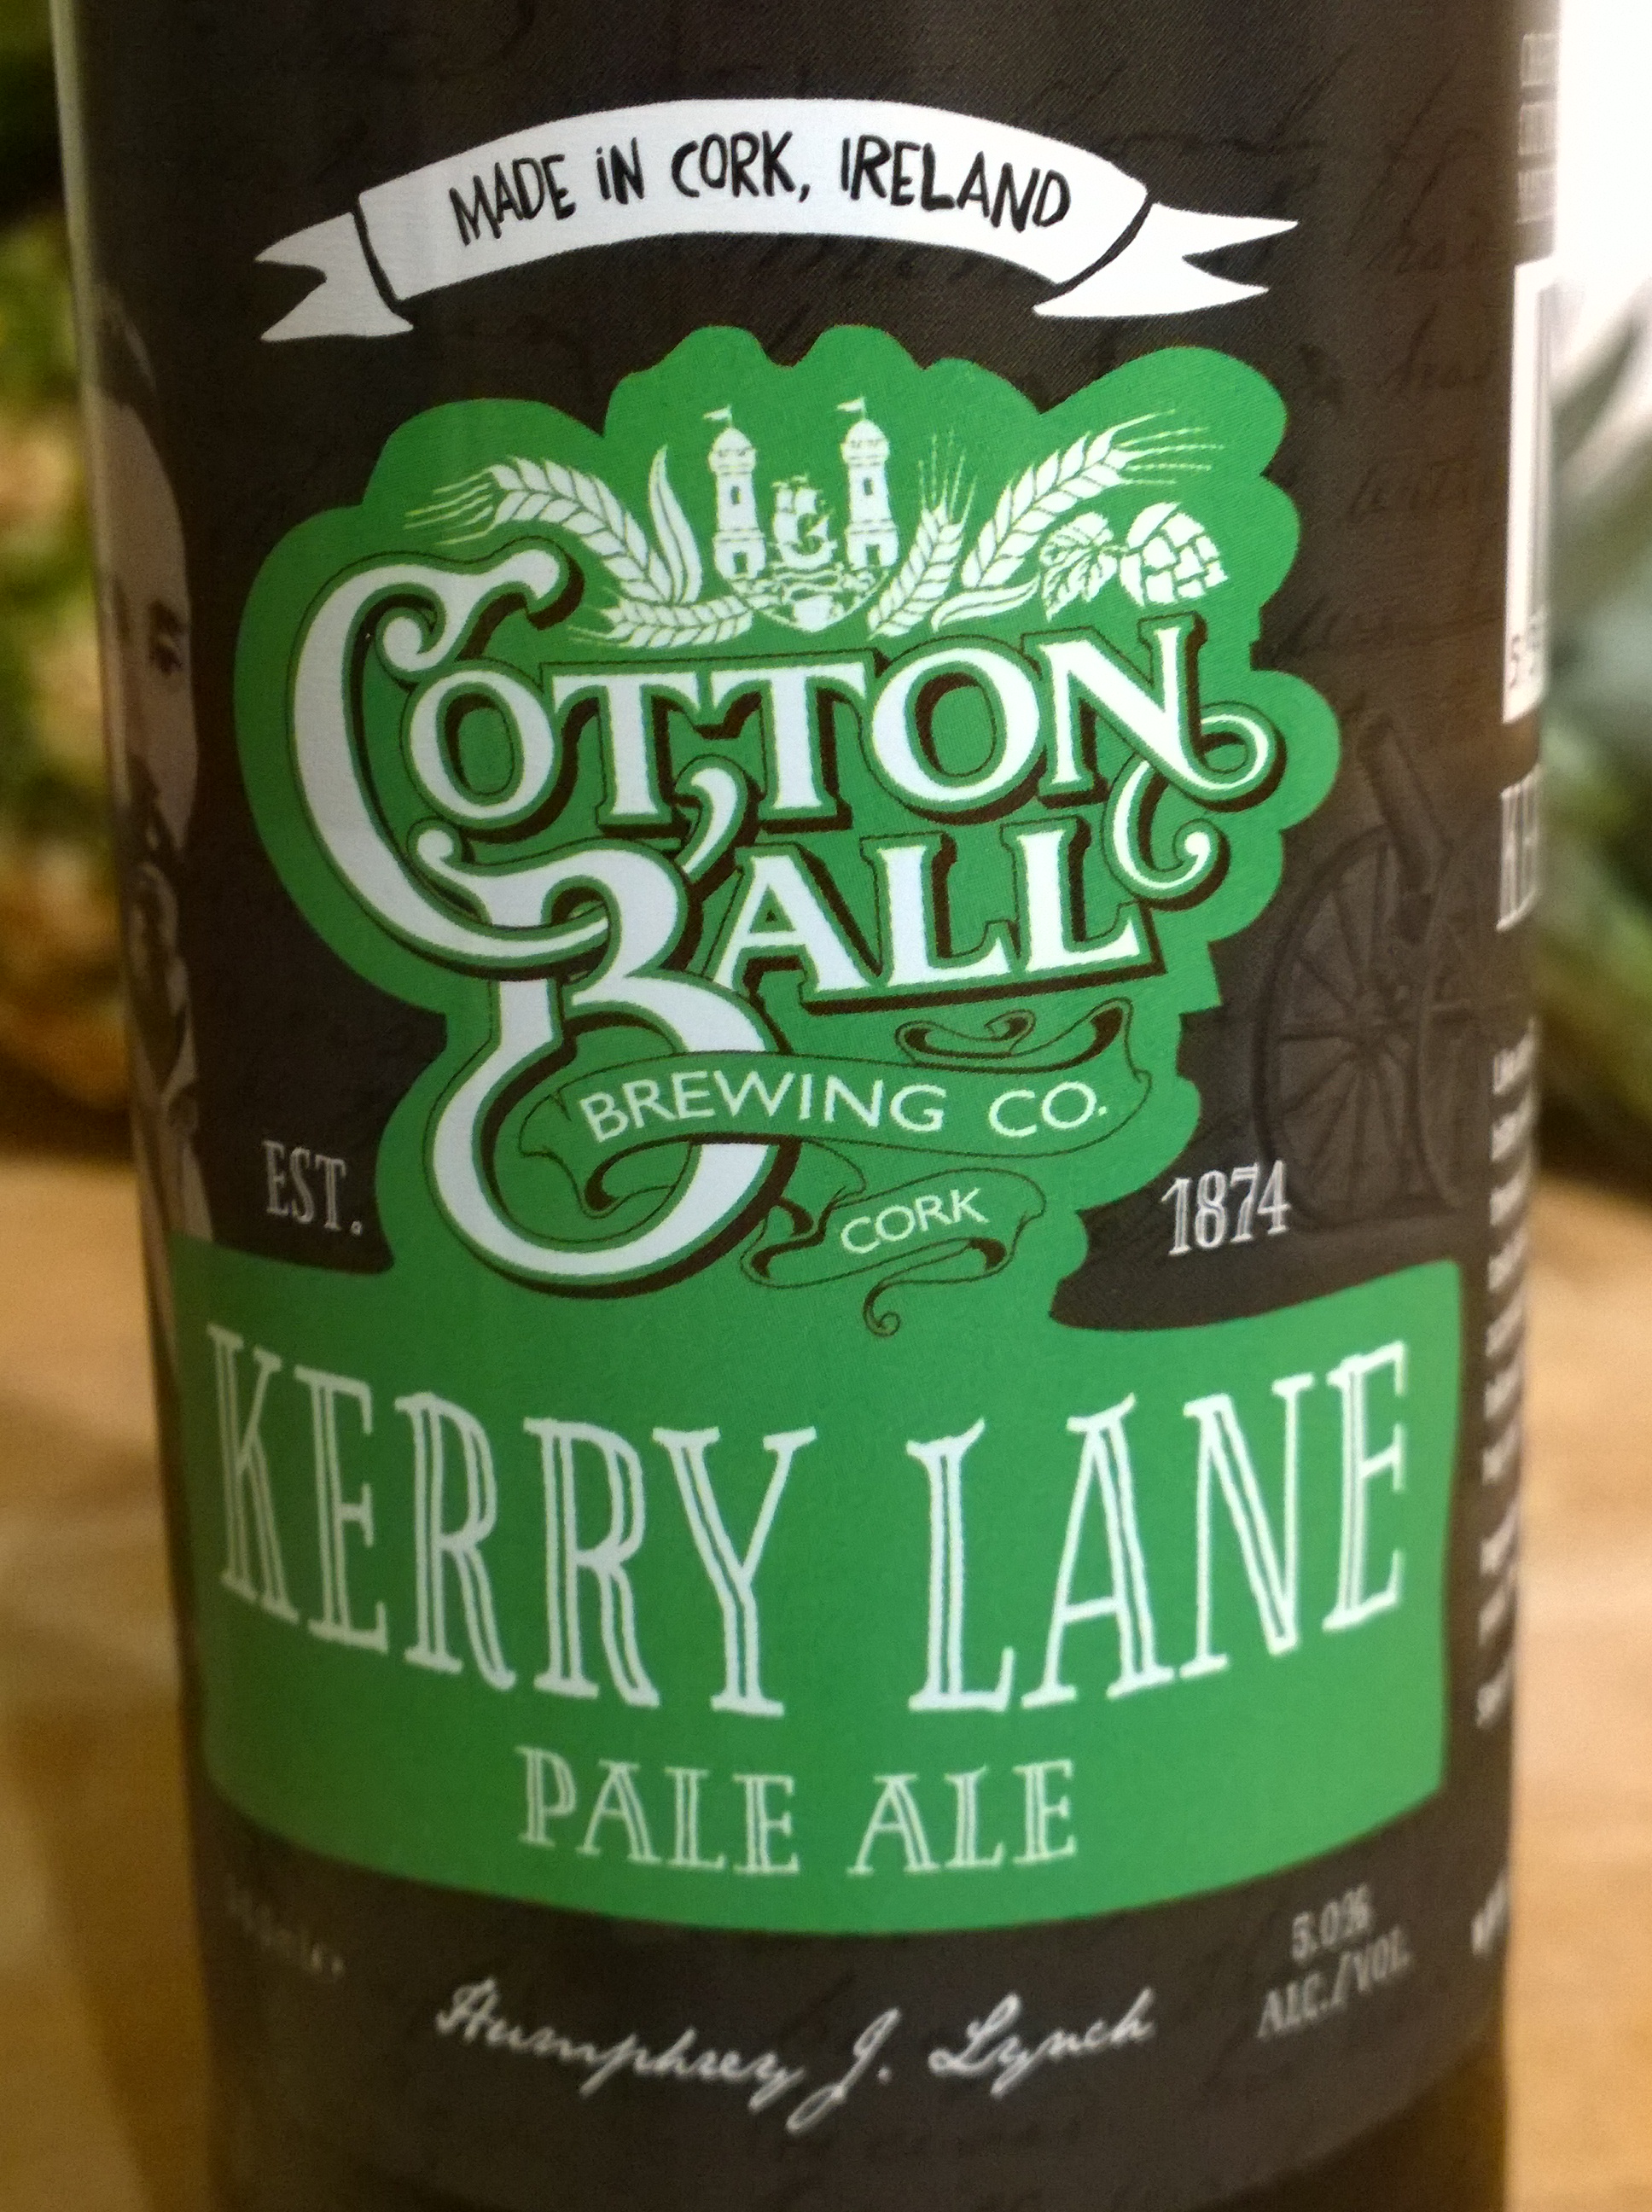 MADE iN CORK, IRELAND
COTTON
BALL
BREWING CO.
CORK
EST. 1874
KERRY LANE
PALE ALE
5.0%
ALC./VOL.
Humphrey J. Lynch